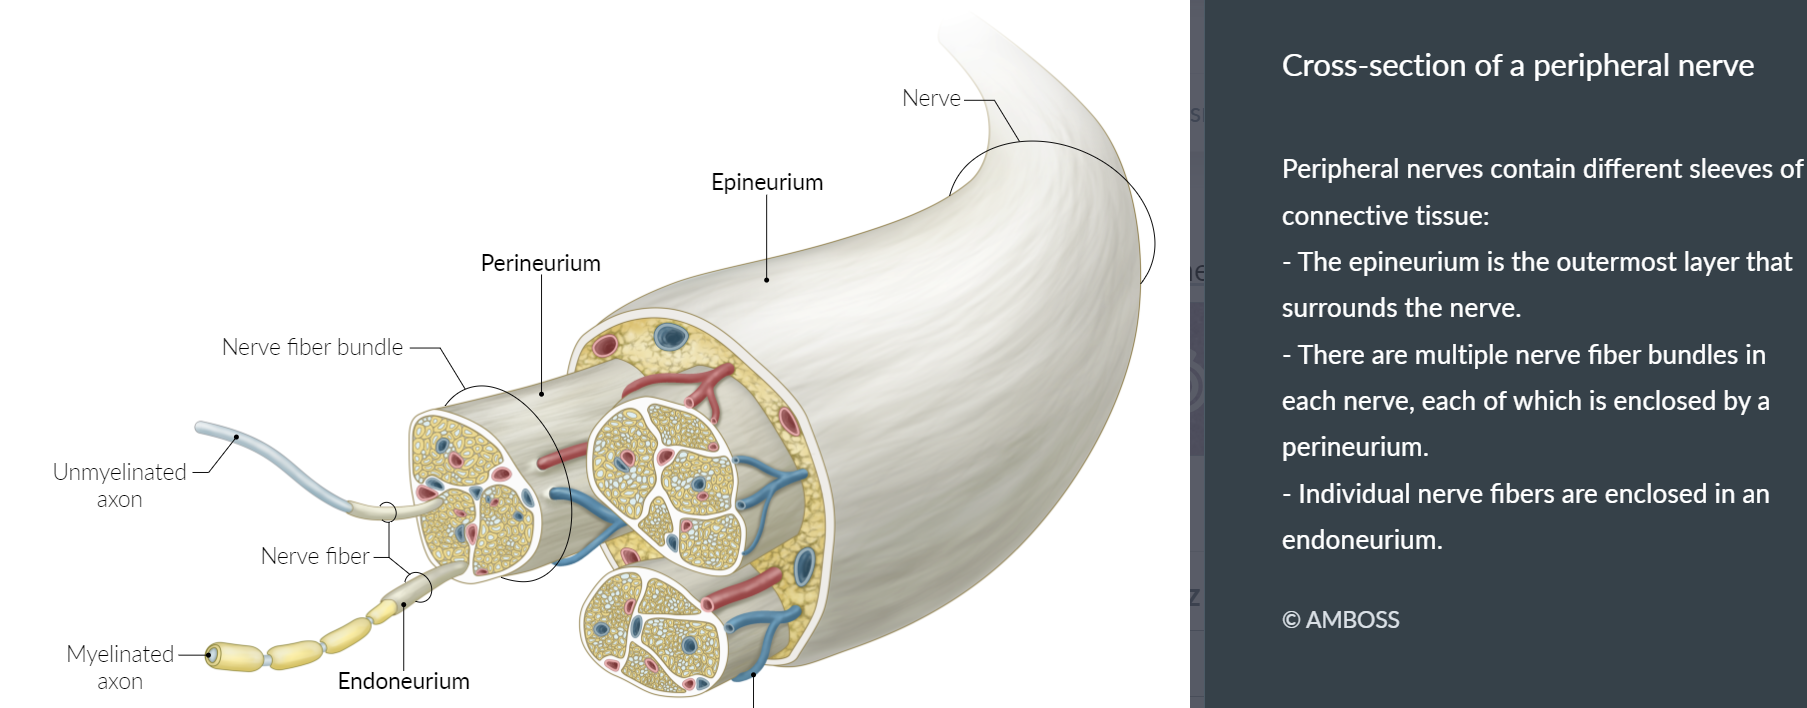 Cross-section of a peripheral nerve
Nerve
Epineurium
Perineurium
Nerve fiber bundle
Unmyelinated
axon
Nerve fiber
Myelinated
axon
Endoneurium
Peripheral nerves contain different sleeves of
connective tissue:
- The epineurium is the outermost layer that
surrounds the nerve.
- There are multiple nerve fiber bundles in
each nerve, each of which is enclosed by a
perineurium.
- Individual nerve fibers are enclosed in an
endoneurium.
© AMBOSS